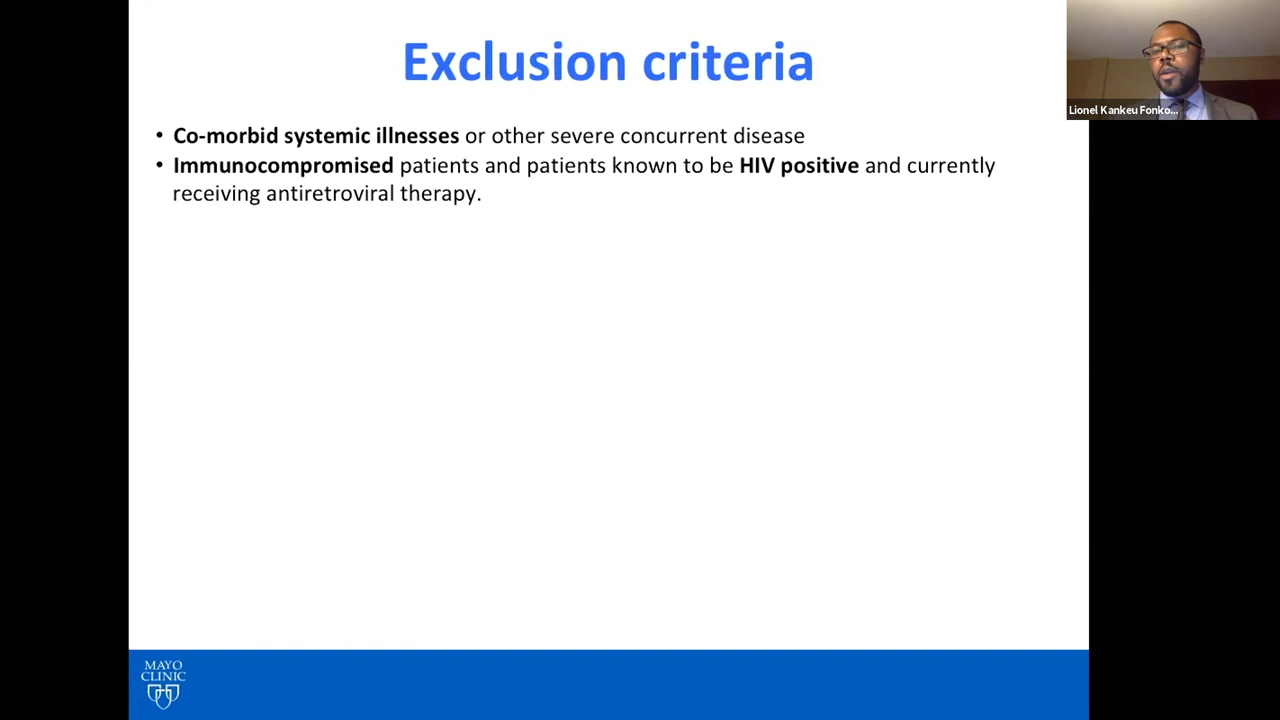 Exclusion criteria
Lionel Kankeu Fonko...
• Co-morbid systemic illnesses or other severe concurrent disease
• Immunocompromised patients and patients known to be HIV positive and currently
receiving antiretroviral therapy.
MAYO
CLINIC